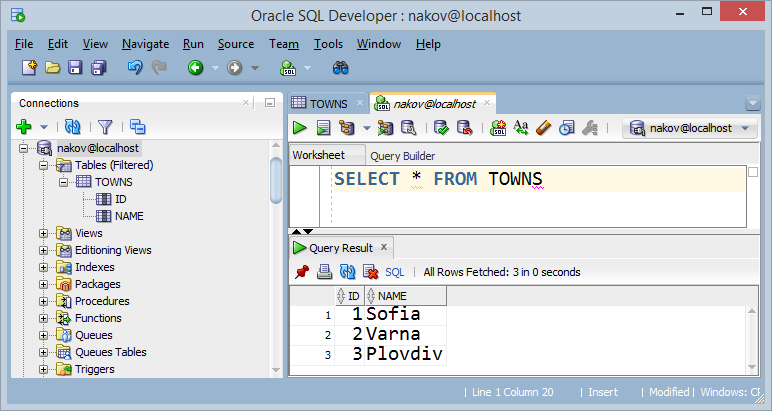 Oracle SQL Developer : nakov@localhost
File Edit View Navigate Run Source Team Tools Window Help
SQL
Connections
TOWNS
SQL nakov@localhost
nakov@localhost
nakov@localhost
Tables (Filtered)
TOWNS
ID
NAME
Views
Editioning Views
Indexes
Packages
Procedures
Functions
Queues
Queues Tables
Triggers
Worksheet Query Builder
SELECT * FROM TOWNS
Query Result
SQL All Rows Fetched: 3 in 0 seconds
ID NAME
1 1 Sofia
2 2 Varna
3 3 Plovdiv
Line 1 Column 20 Insert Modified Windows: